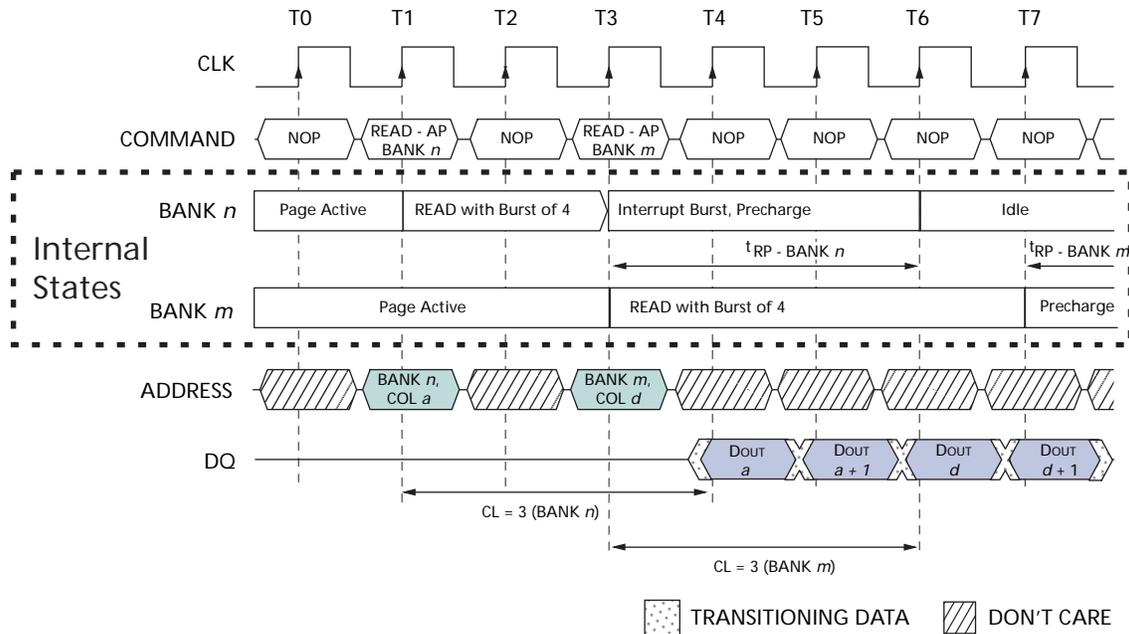 T0 T1 T2 T3 T4 T5 T6 T7
CLK
COMMAND NOP READ - AP BANK n NOP READ - AP BANK m NOP NOP NOP NOP
Internal States
BANK n Page Active READ with Burst of 4 Interrupt Burst, Precharge Idle
tRP - BANK n tRP - BANK m
BANK m Page Active READ with Burst of 4 Precharge
ADDRESS BANK n, COL a BANK m, COL d
DQ DOUT a DOUT a + 1 DOUT d DOUT d + 1
CL = 3 (BANK n)
CL = 3 (BANK m)
TRANSITIONING DATA DON'T CARE